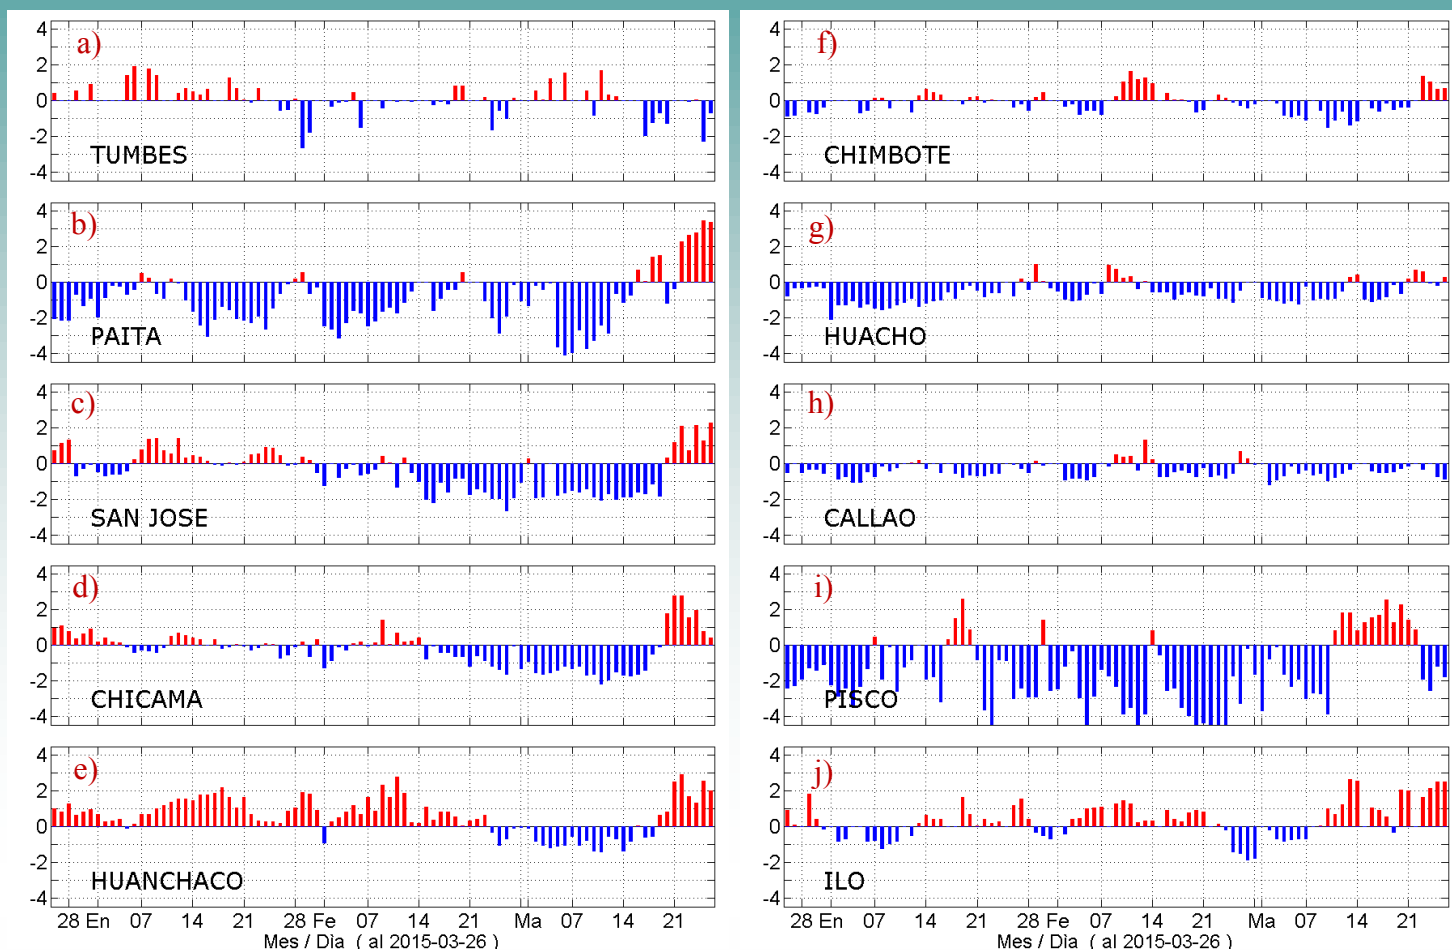 a)
4
2
0
-2
-4
TUMBES
b)
4
2
0
-2
-4
PAITA
c)
4
2
0
-2
-4
SAN JOSE
d)
4
2
0
-2
-4
CHICAMA
e)
4
2
0
-2
-4
HUANCHACO
28 En 07 14 21 28 Fe 07 14 21 Ma 07 14 21
Mes / Dia ( al 2015-03-26 )
f)
4
2
0
-2
-4
CHIMBOTE
g)
4
2
0
-2
-4
HUACHO
h)
4
2
0
-2
-4
CALLAO
i)
4
2
0
-2
-4
PISCO
j)
4
2
0
-2
-4
ILO
28 En 07 14 21 28 Fe 07 14 21 Ma 07 14 21
Mes / Dia ( al 2015-03-26 )